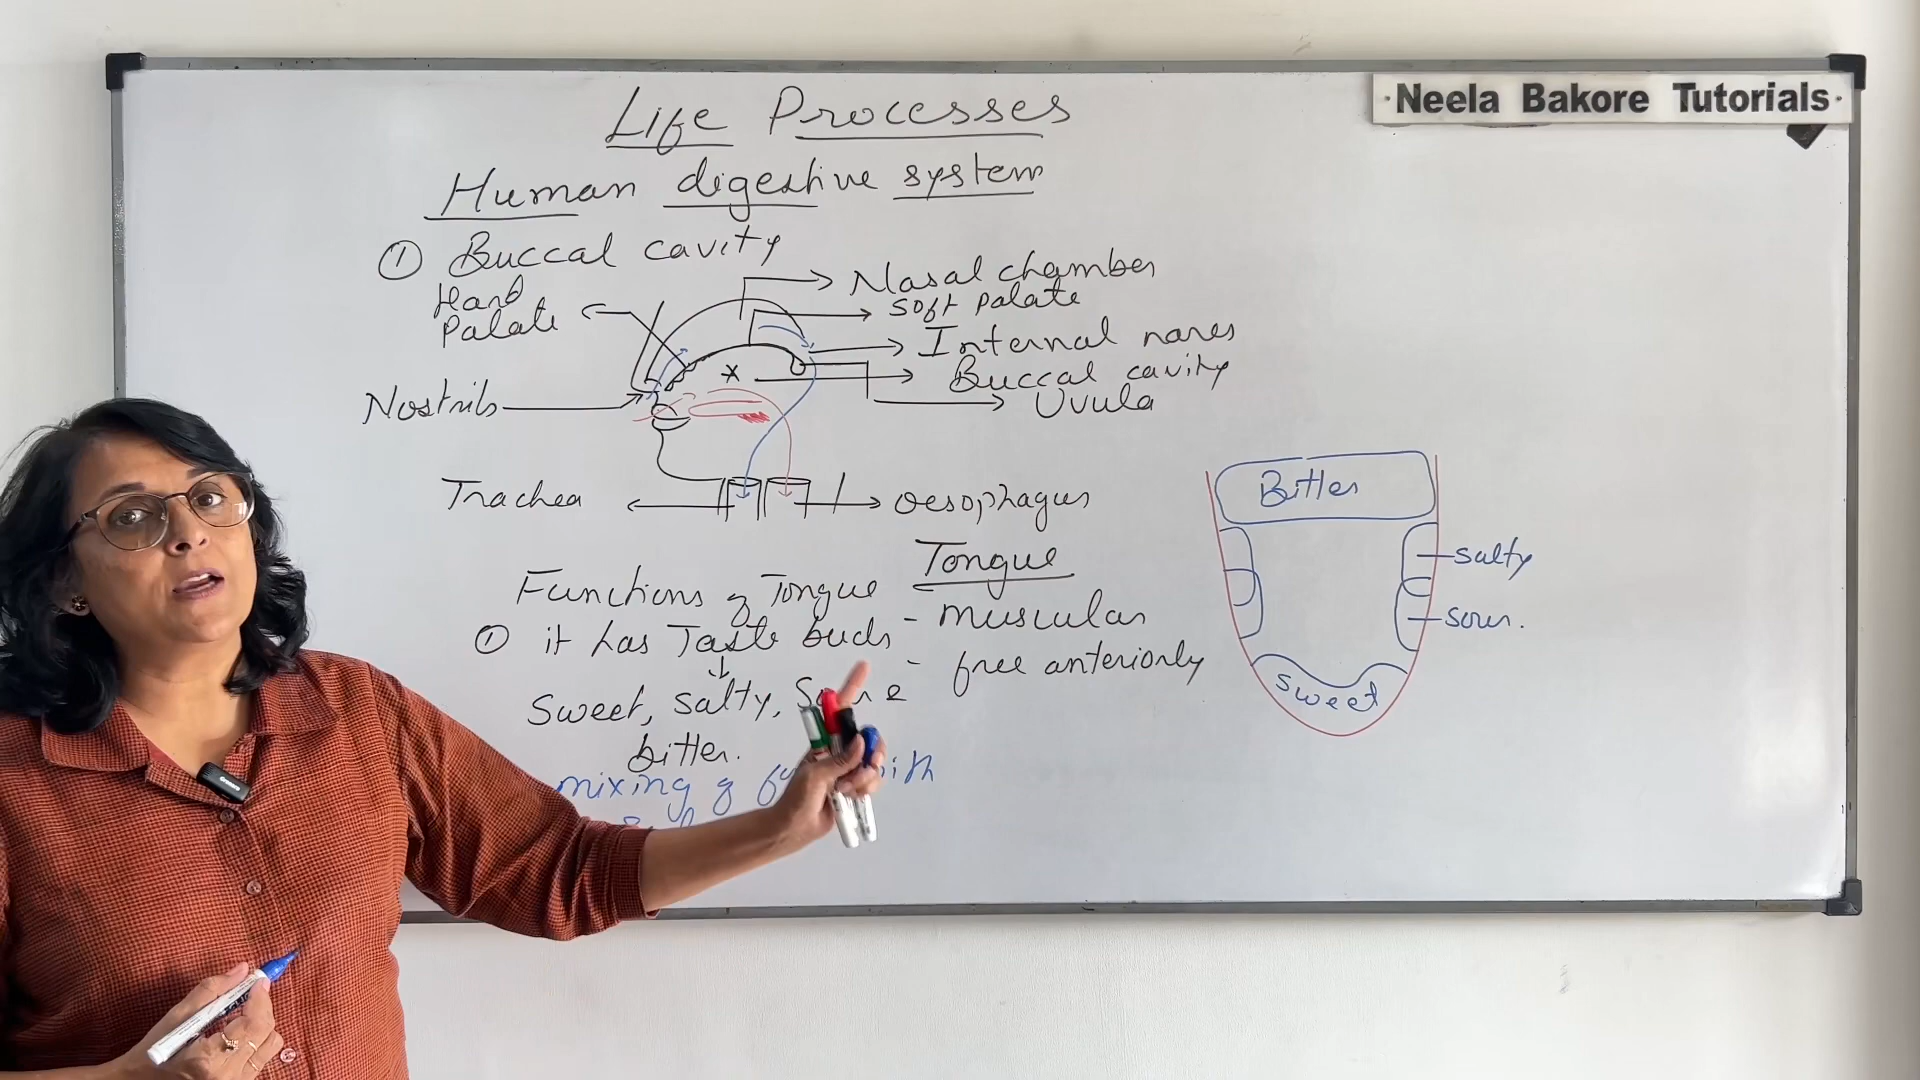 Neela Bakore Tutorials
Life Processes
Human digestive system
① Buccal cavity
Hard
Palate
Nasal chamber
Soft Palate
Internal nares
Buccal cavity
Uvula
Nostrils
Trachea
oesophagus
Tongue
- muscular
- free anteriorly
Functions of Tongue
① it has Taste buds
Sweet, salty,
bitter.
mixing of
Bitter
salty
sour.
sweet